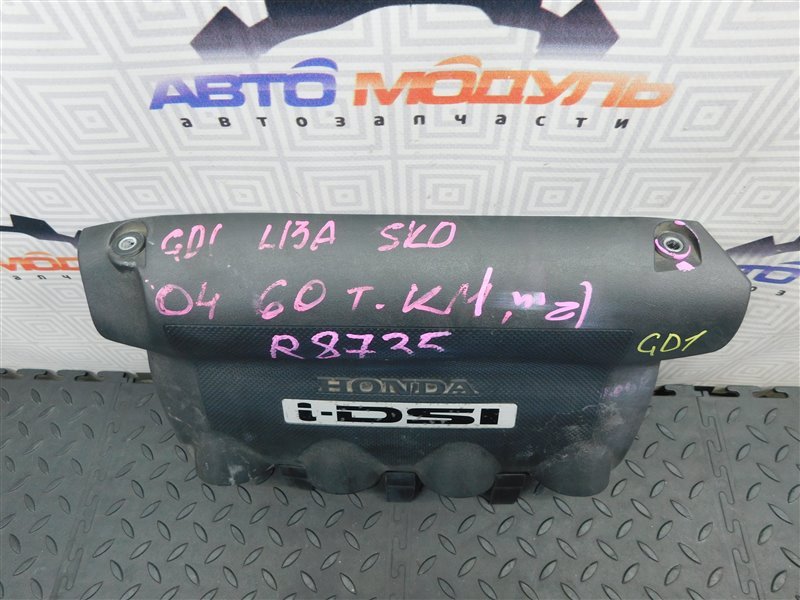 АВТО МОДУЛЬ
автозапчасти
GD1 L13A SKD
04 60 т. км,
R8735
GD1
HONDA
i-DSI